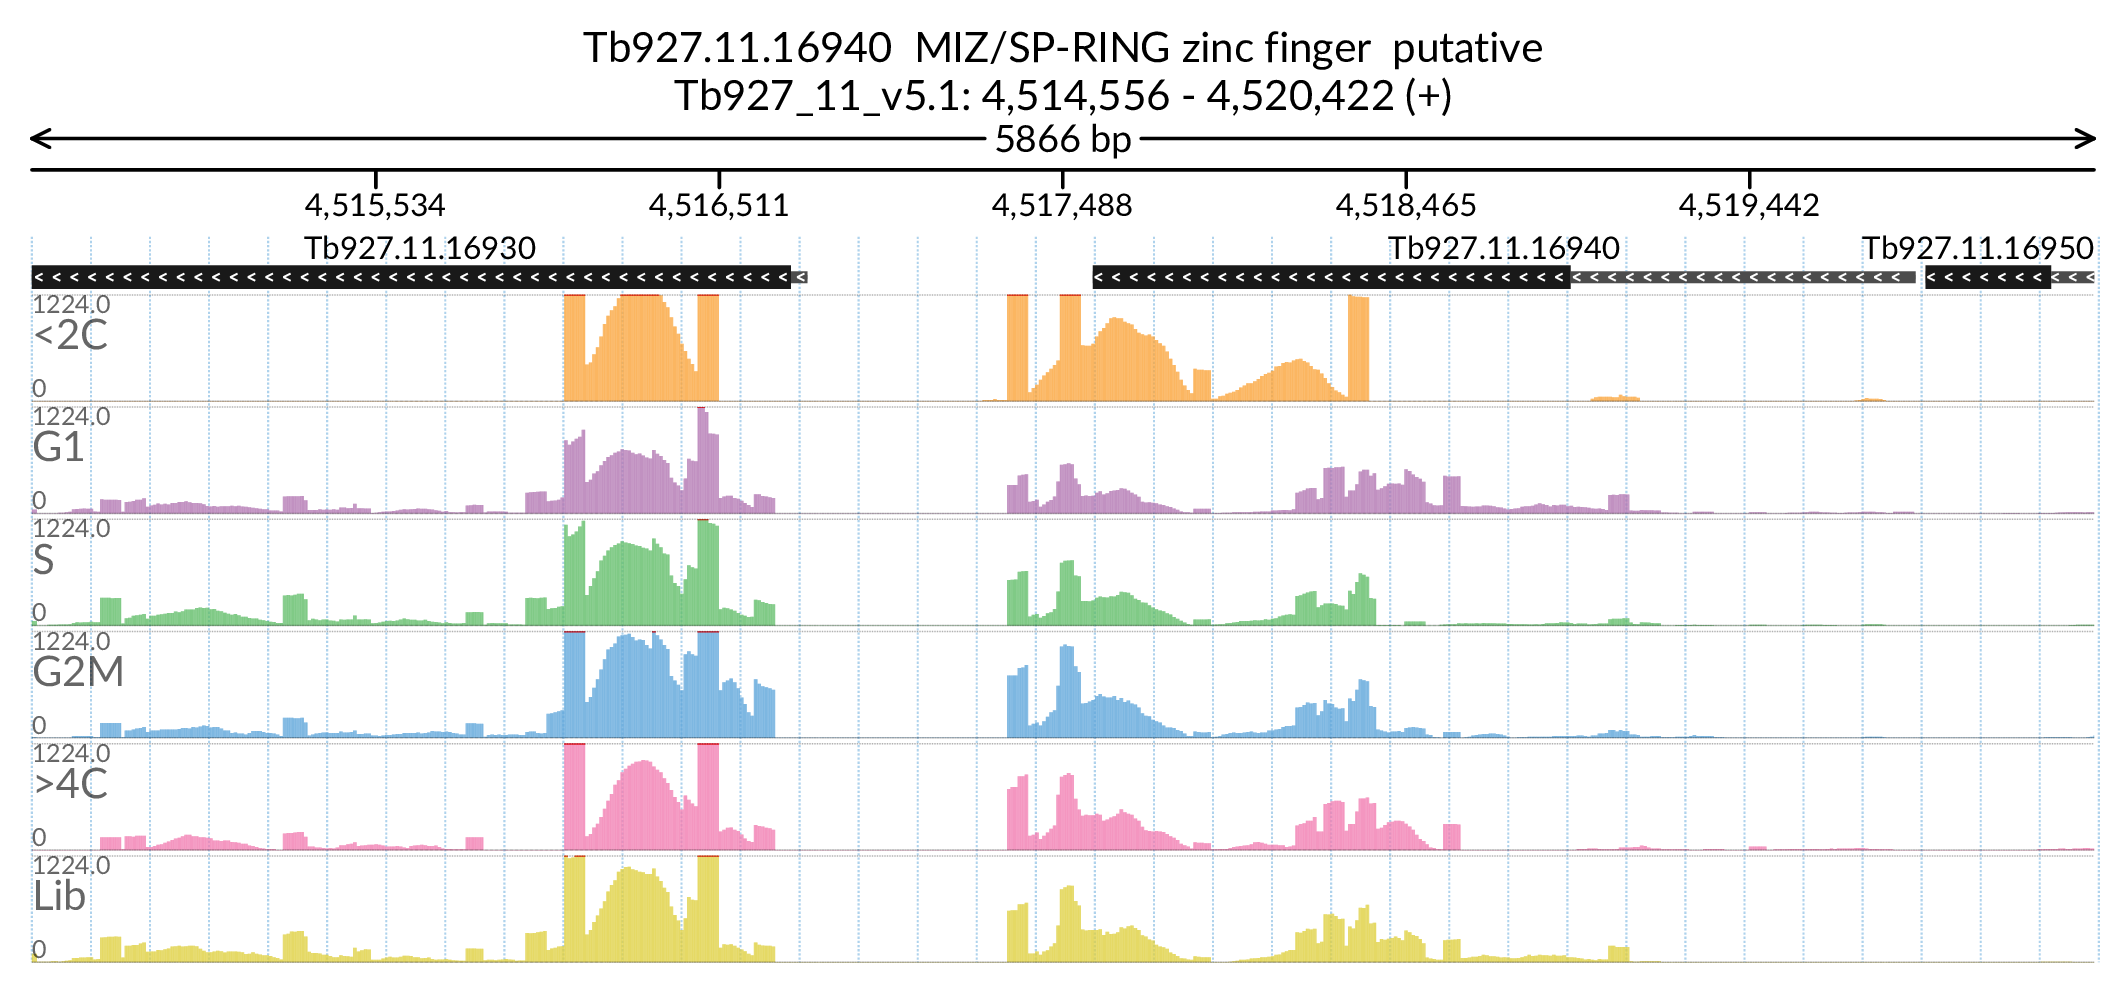 Tb927.11.16940  MIZ/SP-RING zinc finger  putative
Tb927_11_v5.1: 4,514,556 - 4,520,422 (+)
5866 bp
4,515,534 4,516,511 4,517,488 4,518,465 4,519,442
Tb927.11.16930 Tb927.11.16940 Tb927.11.16950
1224.0
<2C
0
1224.0
G1
0
1224.0
S
0
1224.0
G2M
0
1224.0
>4C
0
1224.0
Lib
0